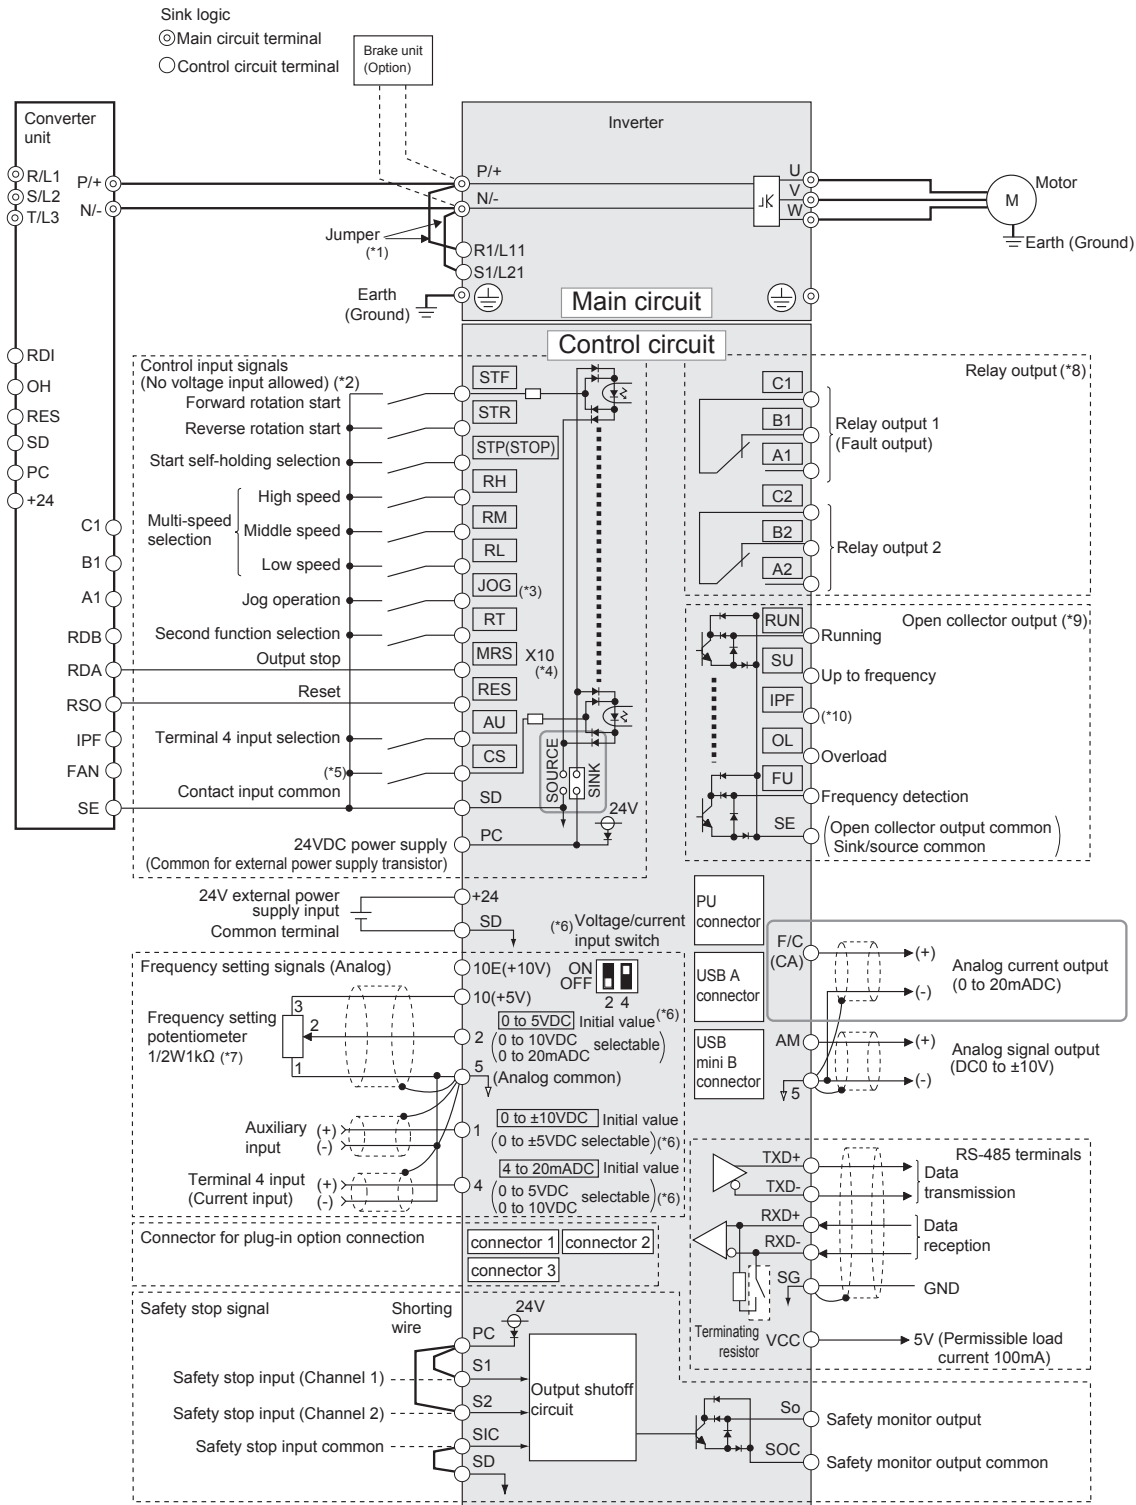 Sink logic
Main circuit terminal
Control circuit terminal
Brake unit
(Option)
Converter
unit
R/L1
S/L2
T/L3
P/+
N/-
Inverter
P/+
N/-
Jumper
(*1)
R1/L11
S1/L21
Earth
(Ground)
U
V
W
M
Motor
Earth (Ground)
Main circuit
Control circuit
RDI
OH
RES
SD
PC
+24
C1
B1
A1
RDB
RDA
RSO
IPF
FAN
SE
Control input signals
(No voltage input allowed) (*2)
Forward rotation start
Reverse rotation start
Start self-holding selection
Multi-speed
selection
High speed
Middle speed
Low speed
Jog operation
Second function selection
Output stop
Reset
Terminal 4 input selection
(*5)
Contact input common
24VDC power supply
(Common for external power supply transistor)
STF
STR
STP(STOP)
RH
RM
RL
JOG (*3)
RT
MRS X10
(*4)
RES
AU
CS
SD
PC
SOURCE
SINK
24V
Relay output (*8)
C1
B1
A1
Relay output 1
(Fault output)
C2
B2
A2
Relay output 2
Open collector output (*9)
RUN
Running
SU
Up to frequency
IPF
(*10)
OL
Overload
FU
Frequency detection
SE
(Open collector output common
Sink/source common)
24V external power
supply input
Common terminal
+24
SD
(*6) Voltage/current
input switch
ON
OFF
2 4
PU
connector
USB A
connector
USB
mini B
connector
F/C
(CA)
(+)
(-)
Analog current output
(0 to 20mADC)
AM
5
(+)
(-)
Analog signal output
(DC0 to ±10V)
Frequency setting signals (Analog)
Frequency setting
potentiometer
1/2W1kΩ (*7)
3
2
1
10E(+10V)
10(+5V)
2
0 to 5VDC Initial value (*6)
(0 to 10VDC
0 to 20mADC selectable)
5
(Analog common)
Auxiliary
input
(+)
(-)
1
0 to ±10VDC Initial value
(0 to ±5VDC selectable) (*6)
Terminal 4 input
(Current input)
(+)
(-)
4
4 to 20mADC Initial value
(0 to 5VDC
0 to 10VDC selectable) (*6)
Connector for plug-in option connection
connector 1
connector 2
connector 3
RS-485 terminals
TXD+
TXD-
Data
transmission
RXD+
RXD-
Data
reception
SG
GND
Terminating
resistor
VCC
5V (Permissible load
current 100mA)
Safety stop signal
Shorting
wire
24V
PC
S1
S2
SIC
SD
Safety stop input (Channel 1)
Safety stop input (Channel 2)
Safety stop input common
Output shutoff
circuit
So
Safety monitor output
SOC
Safety monitor output common